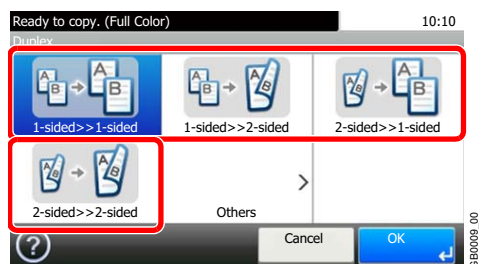 Ready to copy. (Full Color) 10:10
Duplex
A B A B A B A B A B A B
1-sided>>1-sided 1-sided>>2-sided 2-sided>>1-sided
A B A B
2-sided>>2-sided Others >
? Cancel OK